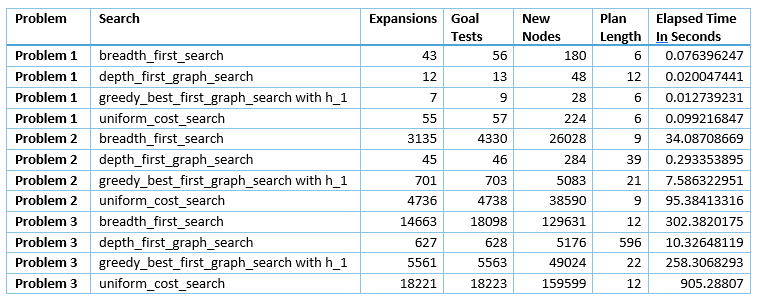 Problem Search Expansions Goal Tests New Nodes Plan Length Elapsed Time In Seconds
Problem 1 breadth_first_search 43 56 180 6 0.076396247
Problem 1 depth_first_graph_search 12 13 48 12 0.020047441
Problem 1 greedy_best_first_graph_search with h_1 7 9 28 6 0.012739231
Problem 1 uniform_cost_search 55 57 224 6 0.099216847
Problem 2 breadth_first_search 3135 4330 26028 9 34.08708669
Problem 2 depth_first_graph_search 45 46 284 39 0.293353895
Problem 2 greedy_best_first_graph_search with h_1 701 703 5083 21 7.586322951
Problem 2 uniform_cost_search 4736 4738 38590 9 95.38413316
Problem 3 breadth_first_search 14663 18098 129631 12 302.3820175
Problem 3 depth_first_graph_search 627 628 5176 596 10.32648119
Problem 3 greedy_best_first_graph_search with h_1 5561 5563 49024 22 258.3068293
Problem 3 uniform_cost_search 18221 18223 159599 12 905.28807